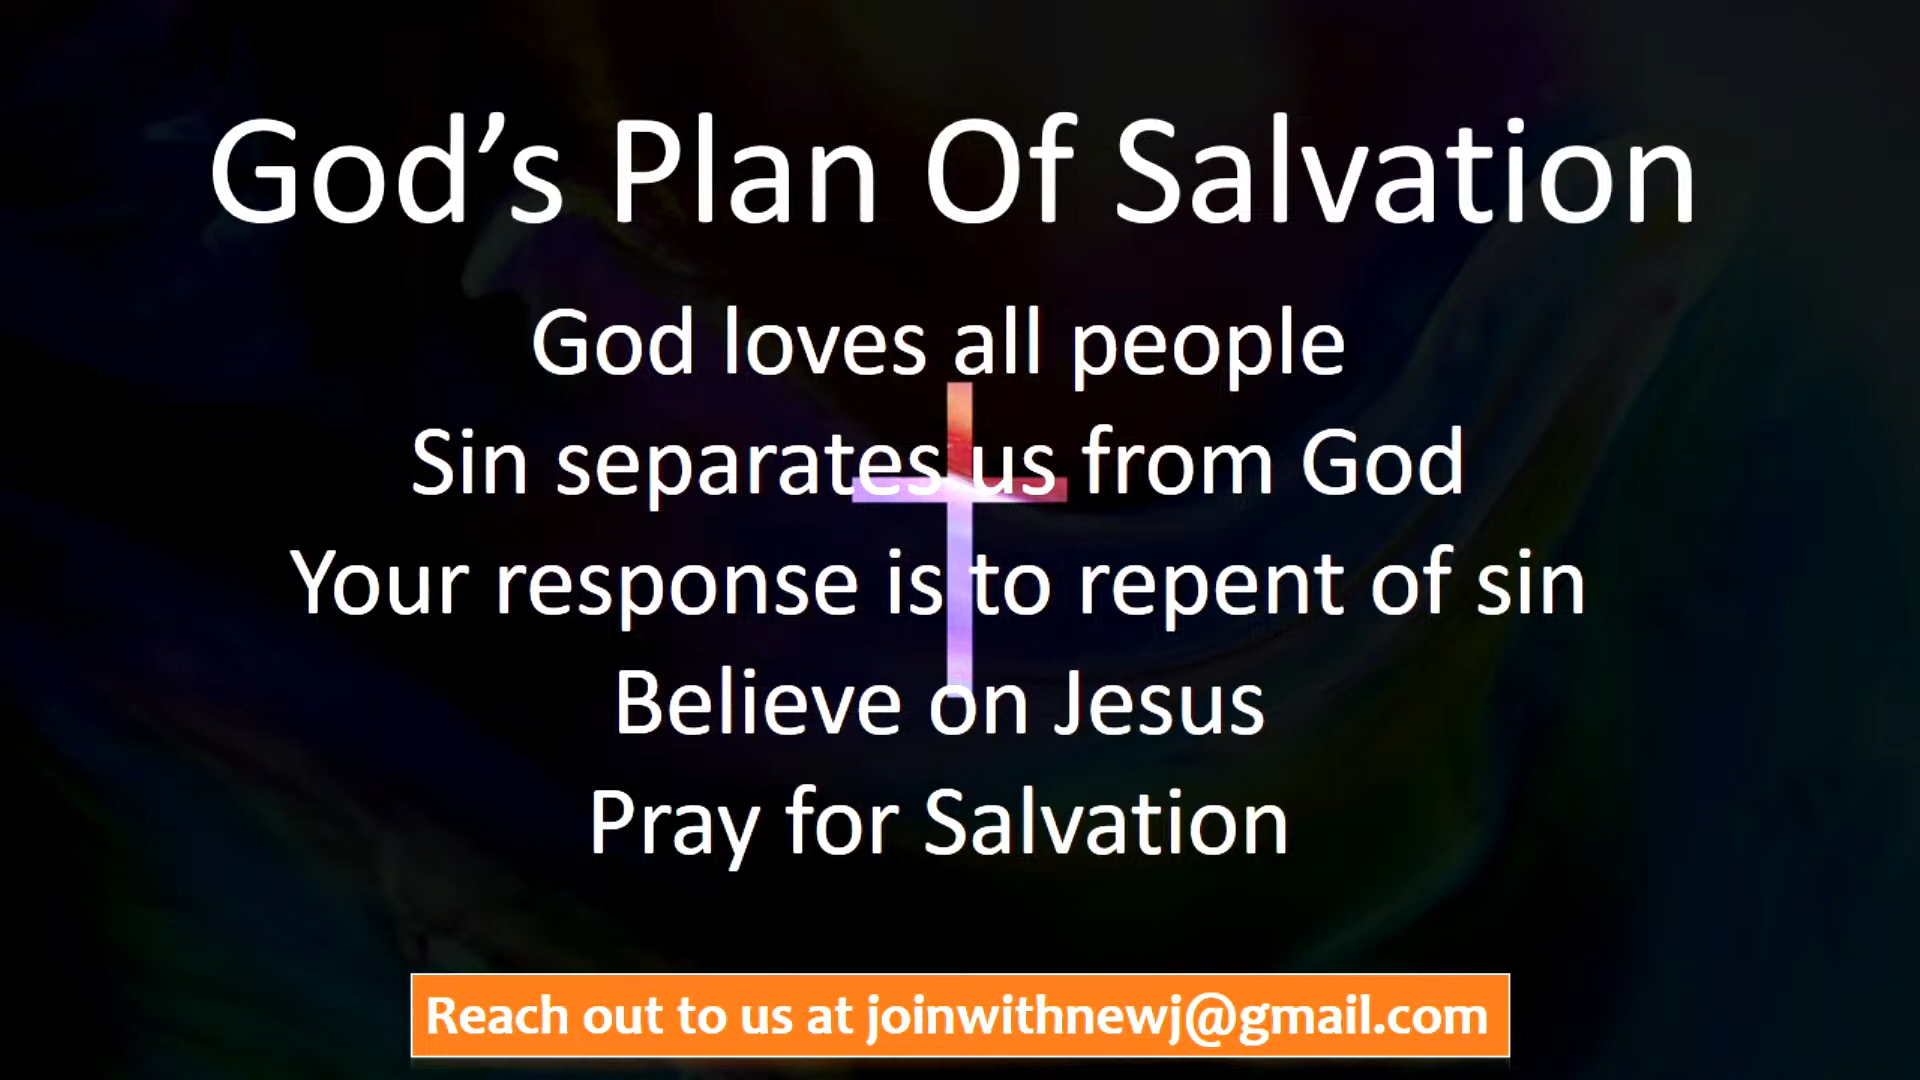 God’s Plan Of Salvation
God loves all people
Sin separates us from God
Your response is to repent of sin
Believe on Jesus
Pray for Salvation
Reach out to us at joinwithnewj@gmail.com